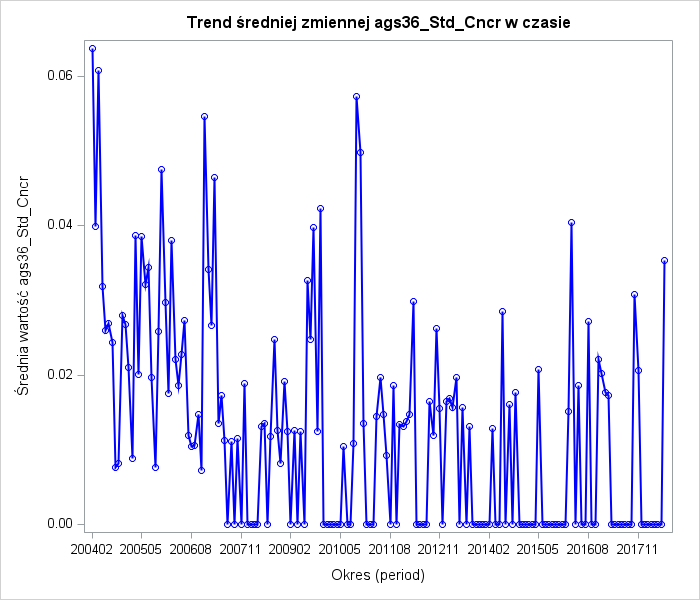 Trend średniej zmiennej ags36_Std_Cncr w czasie
Średnia wartość ags36_Std_Cncr
0.06
0.04
0.02
0.00
200402 200505 200608 200711 200902 201005 201108 201211 201402 201505 201608 201711
Okres (period)